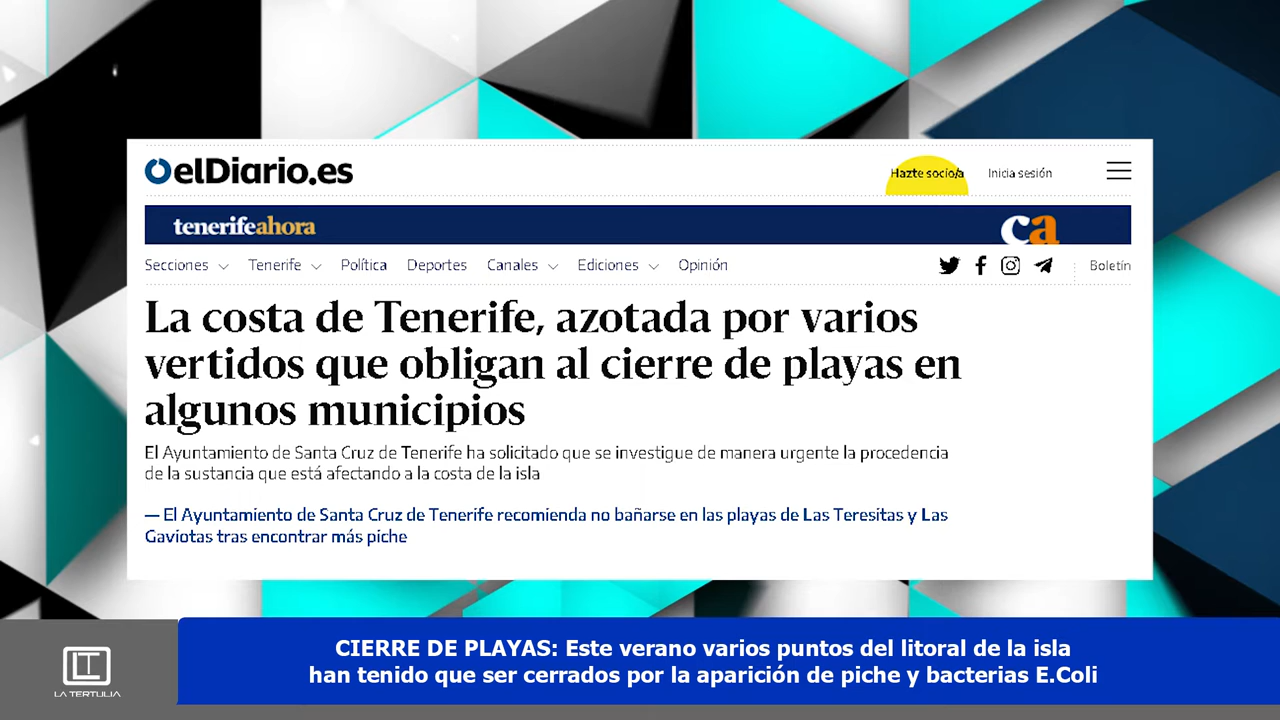 elDiario.es
Hazte socio/a
Inicia sesión
tenerifeahora
ca
Secciones Tenerife Política Deportes Canales Ediciones Opinión
Boletín
La costa de Tenerife, azotada por varios
vertidos que obligan al cierre de playas en
algunos municipios
El Ayuntamiento de Santa Cruz de Tenerife ha solicitado que se investigue de manera urgente la procedencia
de la sustancia que está afectando a la costa de la isla
— El Ayuntamiento de Santa Cruz de Tenerife recomienda no bañarse en las playas de Las Teresitas y Las
Gaviotas tras encontrar más piche
CIERRE DE PLAYAS: Este verano varios puntos del litoral de la isla
han tenido que ser cerrados por la aparición de piche y bacterias E.Coli
LT
LA TERTULIA